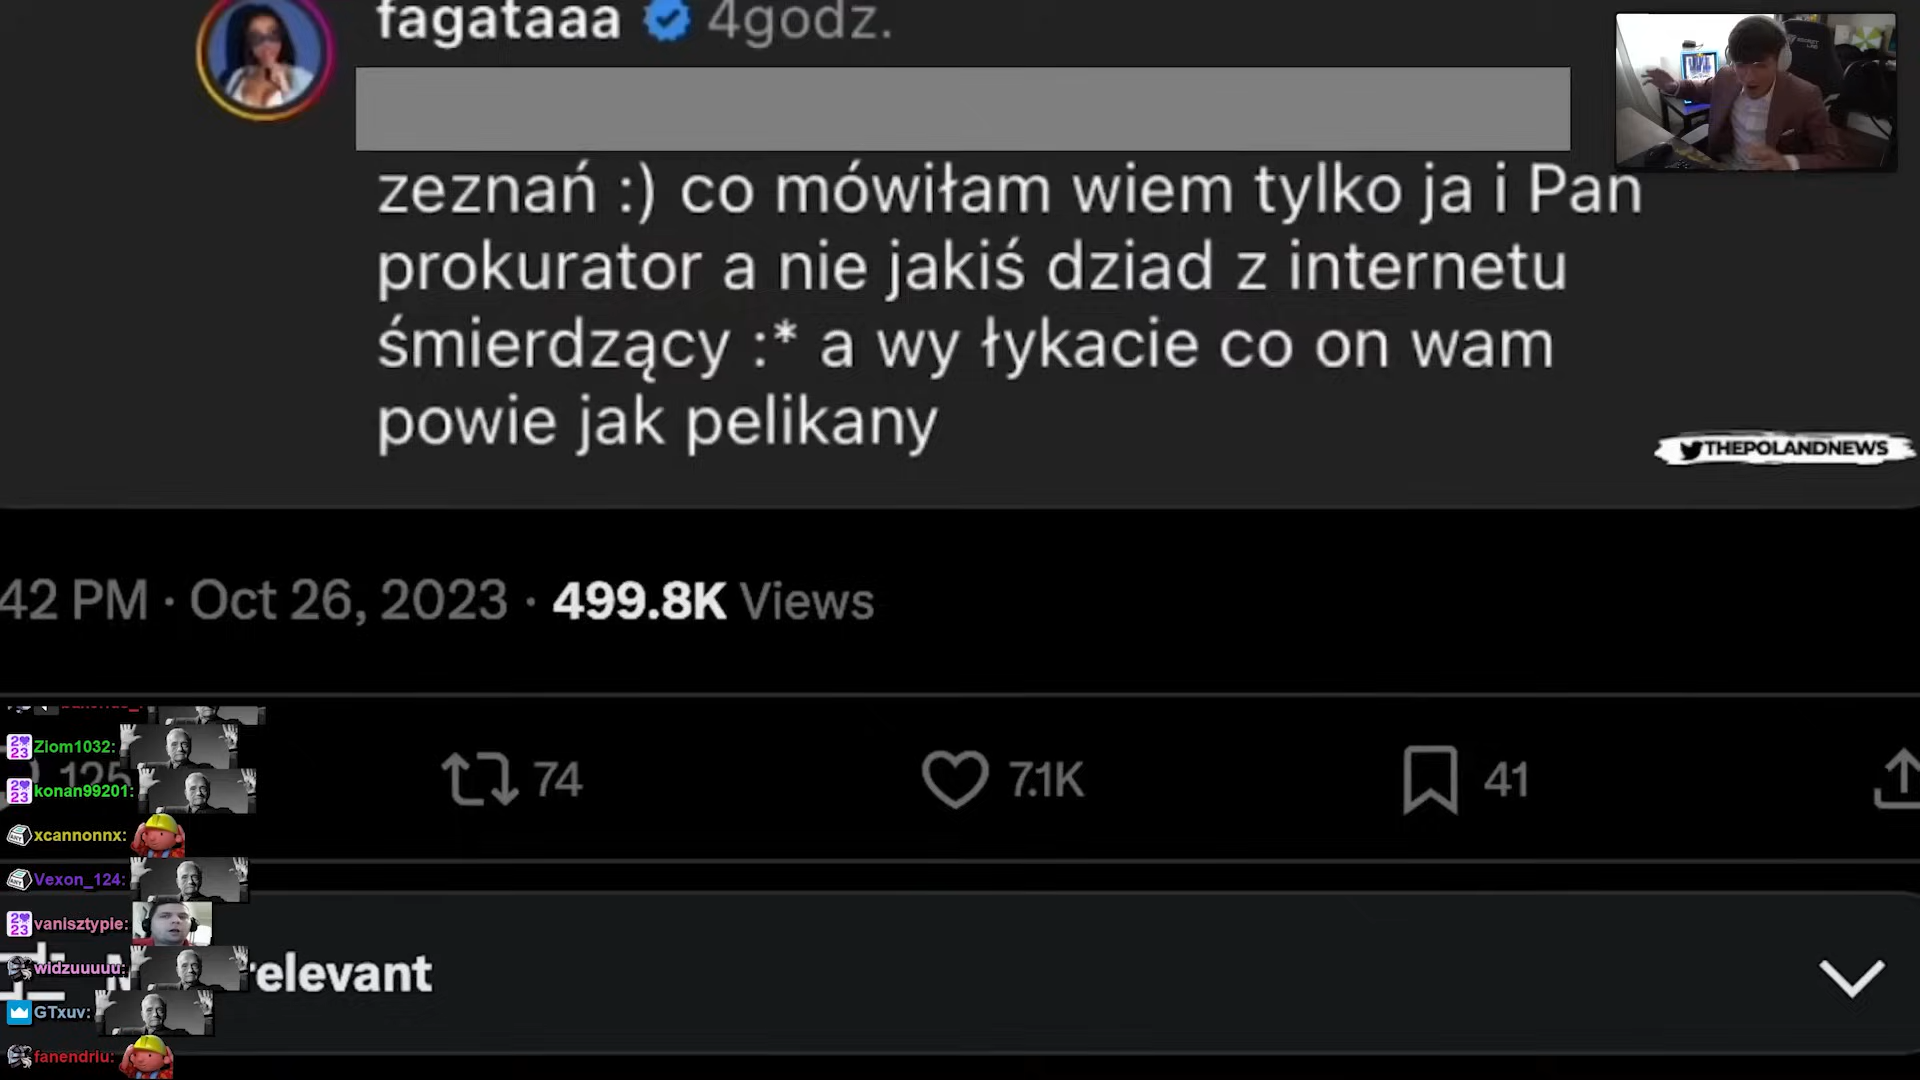 fagataaa 4godz.
zeznań :) co mówiłam wiem tylko ja i Pan
prokurator a nie jakiś dziad z internetu
śmierdzący :* a wy łykacie co on wam
powie jak pelikany
THEPOLANDNEWS
42 PM · Oct 26, 2023 · 499.8K Views
125 74 7.1K 41
Ziom1032:
konan99201:
xcannonnx:
Vexon_124:
vanisztypie:
widzuuuuu:
relevant
GTxuv:
fanendriu: